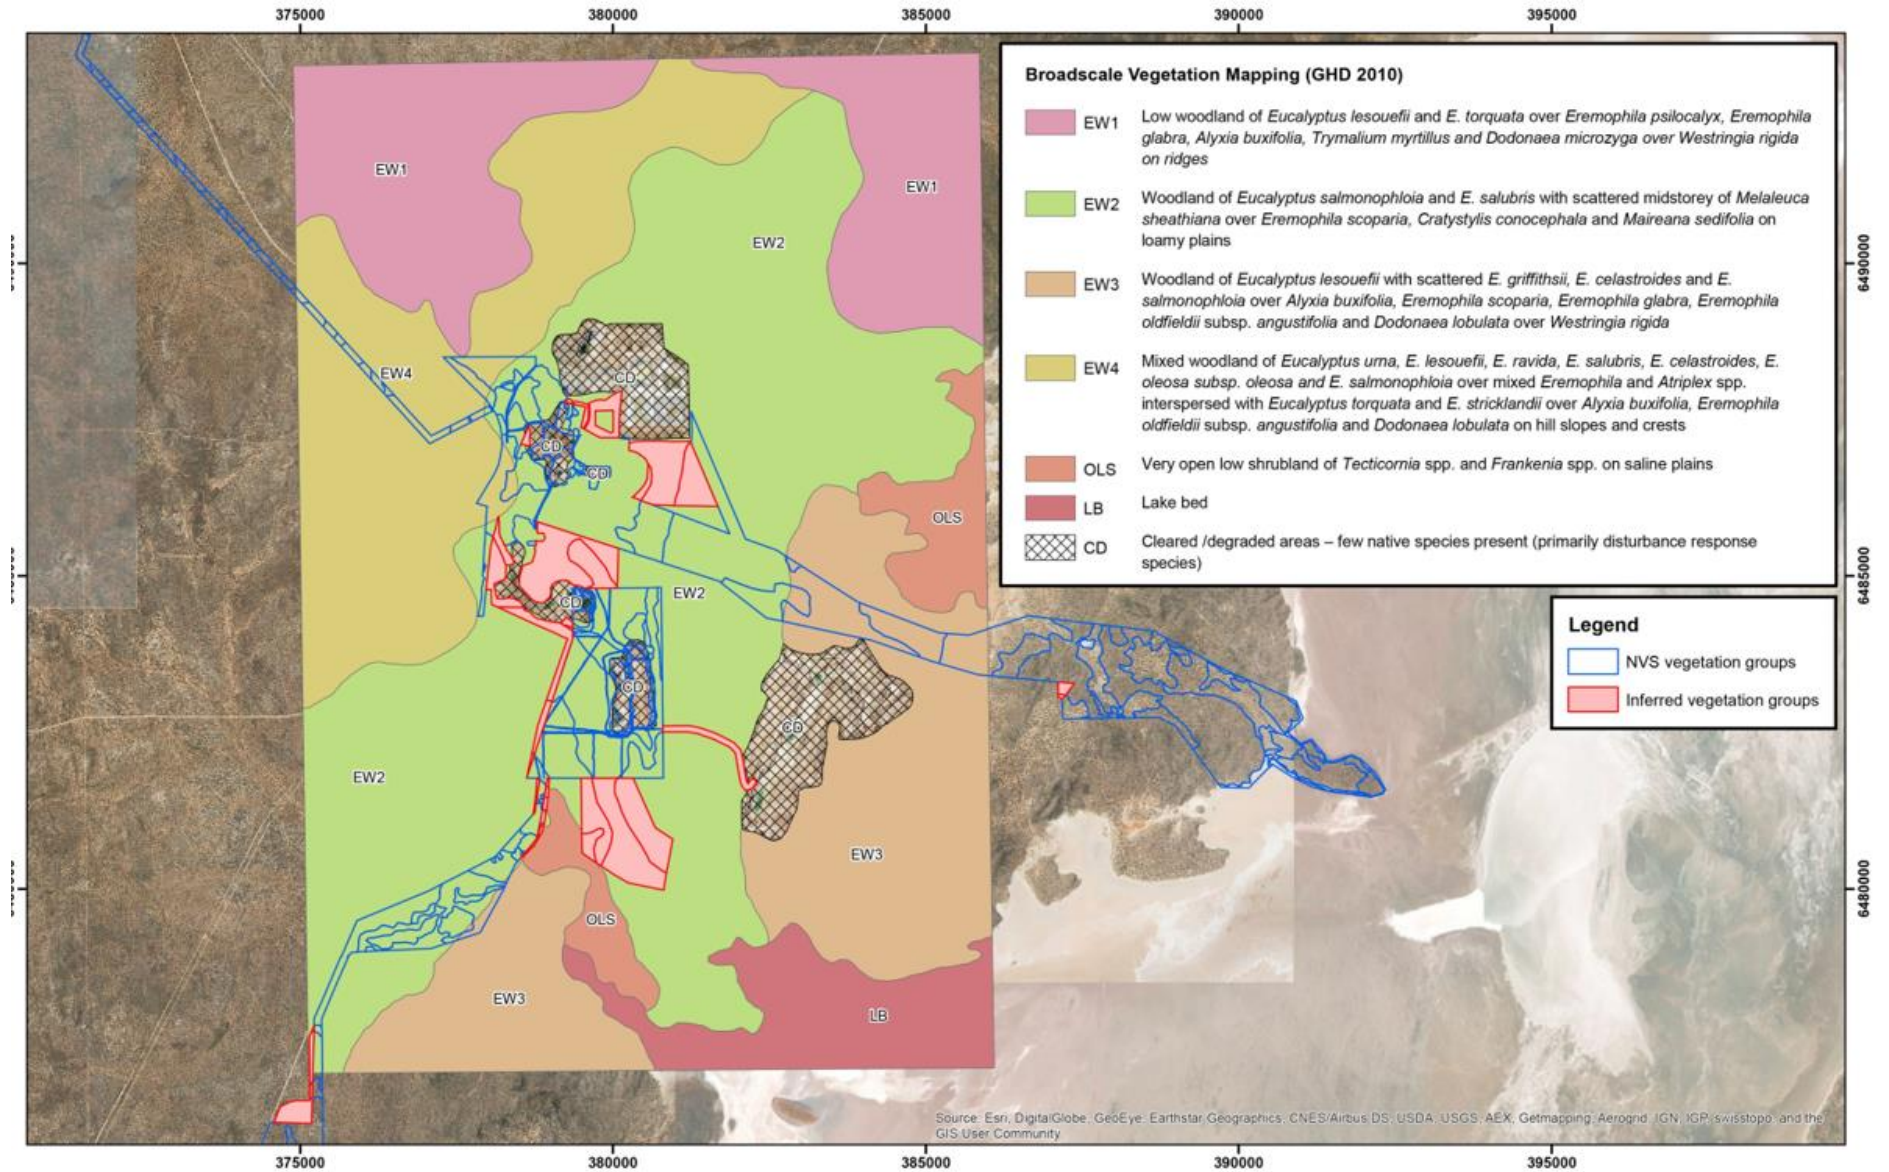 375000 380000 385000 390000 395000
Broadscale Vegetation Mapping (GHD 2010)
EW1 Low woodland of Eucalyptus lesouefii and E. torquata over Eremophila psilocalyx, Eremophila
glabra, Alyxia buxifolia, Trymalium myrtillus and Dodonaea microzyga over Westringia rigida
on ridges
EW2 Woodland of Eucalyptus salmonophloia and E. salubris with scattered midstorey of Melaleuca
sheathiana over Eremophila scoparia, Cratystylis conocephala and Maireana sedifolia on
loamy plains
EW3 Woodland of Eucalyptus lesouefii with scattered E. griffithsii, E. celastroides and E.
salmonophloia over Alyxia buxifolia, Eremophila scoparia, Eremophila glabra, Eremophila
oldfieldii subsp. angustifolia and Dodonaea lobulata over Westringia rigida
EW4 Mixed woodland of Eucalyptus urna, E. lesouefii, E. ravida, E. salubris, E. celastroides, E.
oleosa subsp. oleosa and E. salmonophloia over mixed Eremophila and Atriplex spp.
interspersed with Eucalyptus torquata and E. stricklandii over Alyxia buxifolia, Eremophila
oldfieldii subsp. angustifolia and Dodonaea lobulata on hill slopes and crests
OLS Very open low shrubland of Tecticornia spp. and Frankenia spp. on saline plains
LB Lake bed
CD Cleared /degraded areas – few native species present (primarily disturbance response
species)
Legend
NVS vegetation groups
Inferred vegetation groups
EW1
EW1
EW2
EW4
CD
CD
CD
OLS
EW2
CD
CD
CD
EW2
EW3
OLS
EW3
LB
6490000
6485000
6480000
Source: Esri, DigitalGlobe, GeoEye, Earthstar Geographics, CNES/Airbus DS, USDA, USGS, AEX, Getmapping, Aerogrid, IGN, IGP, swisstopo, and the
GIS User Community
375000 380000 385000 390000 395000